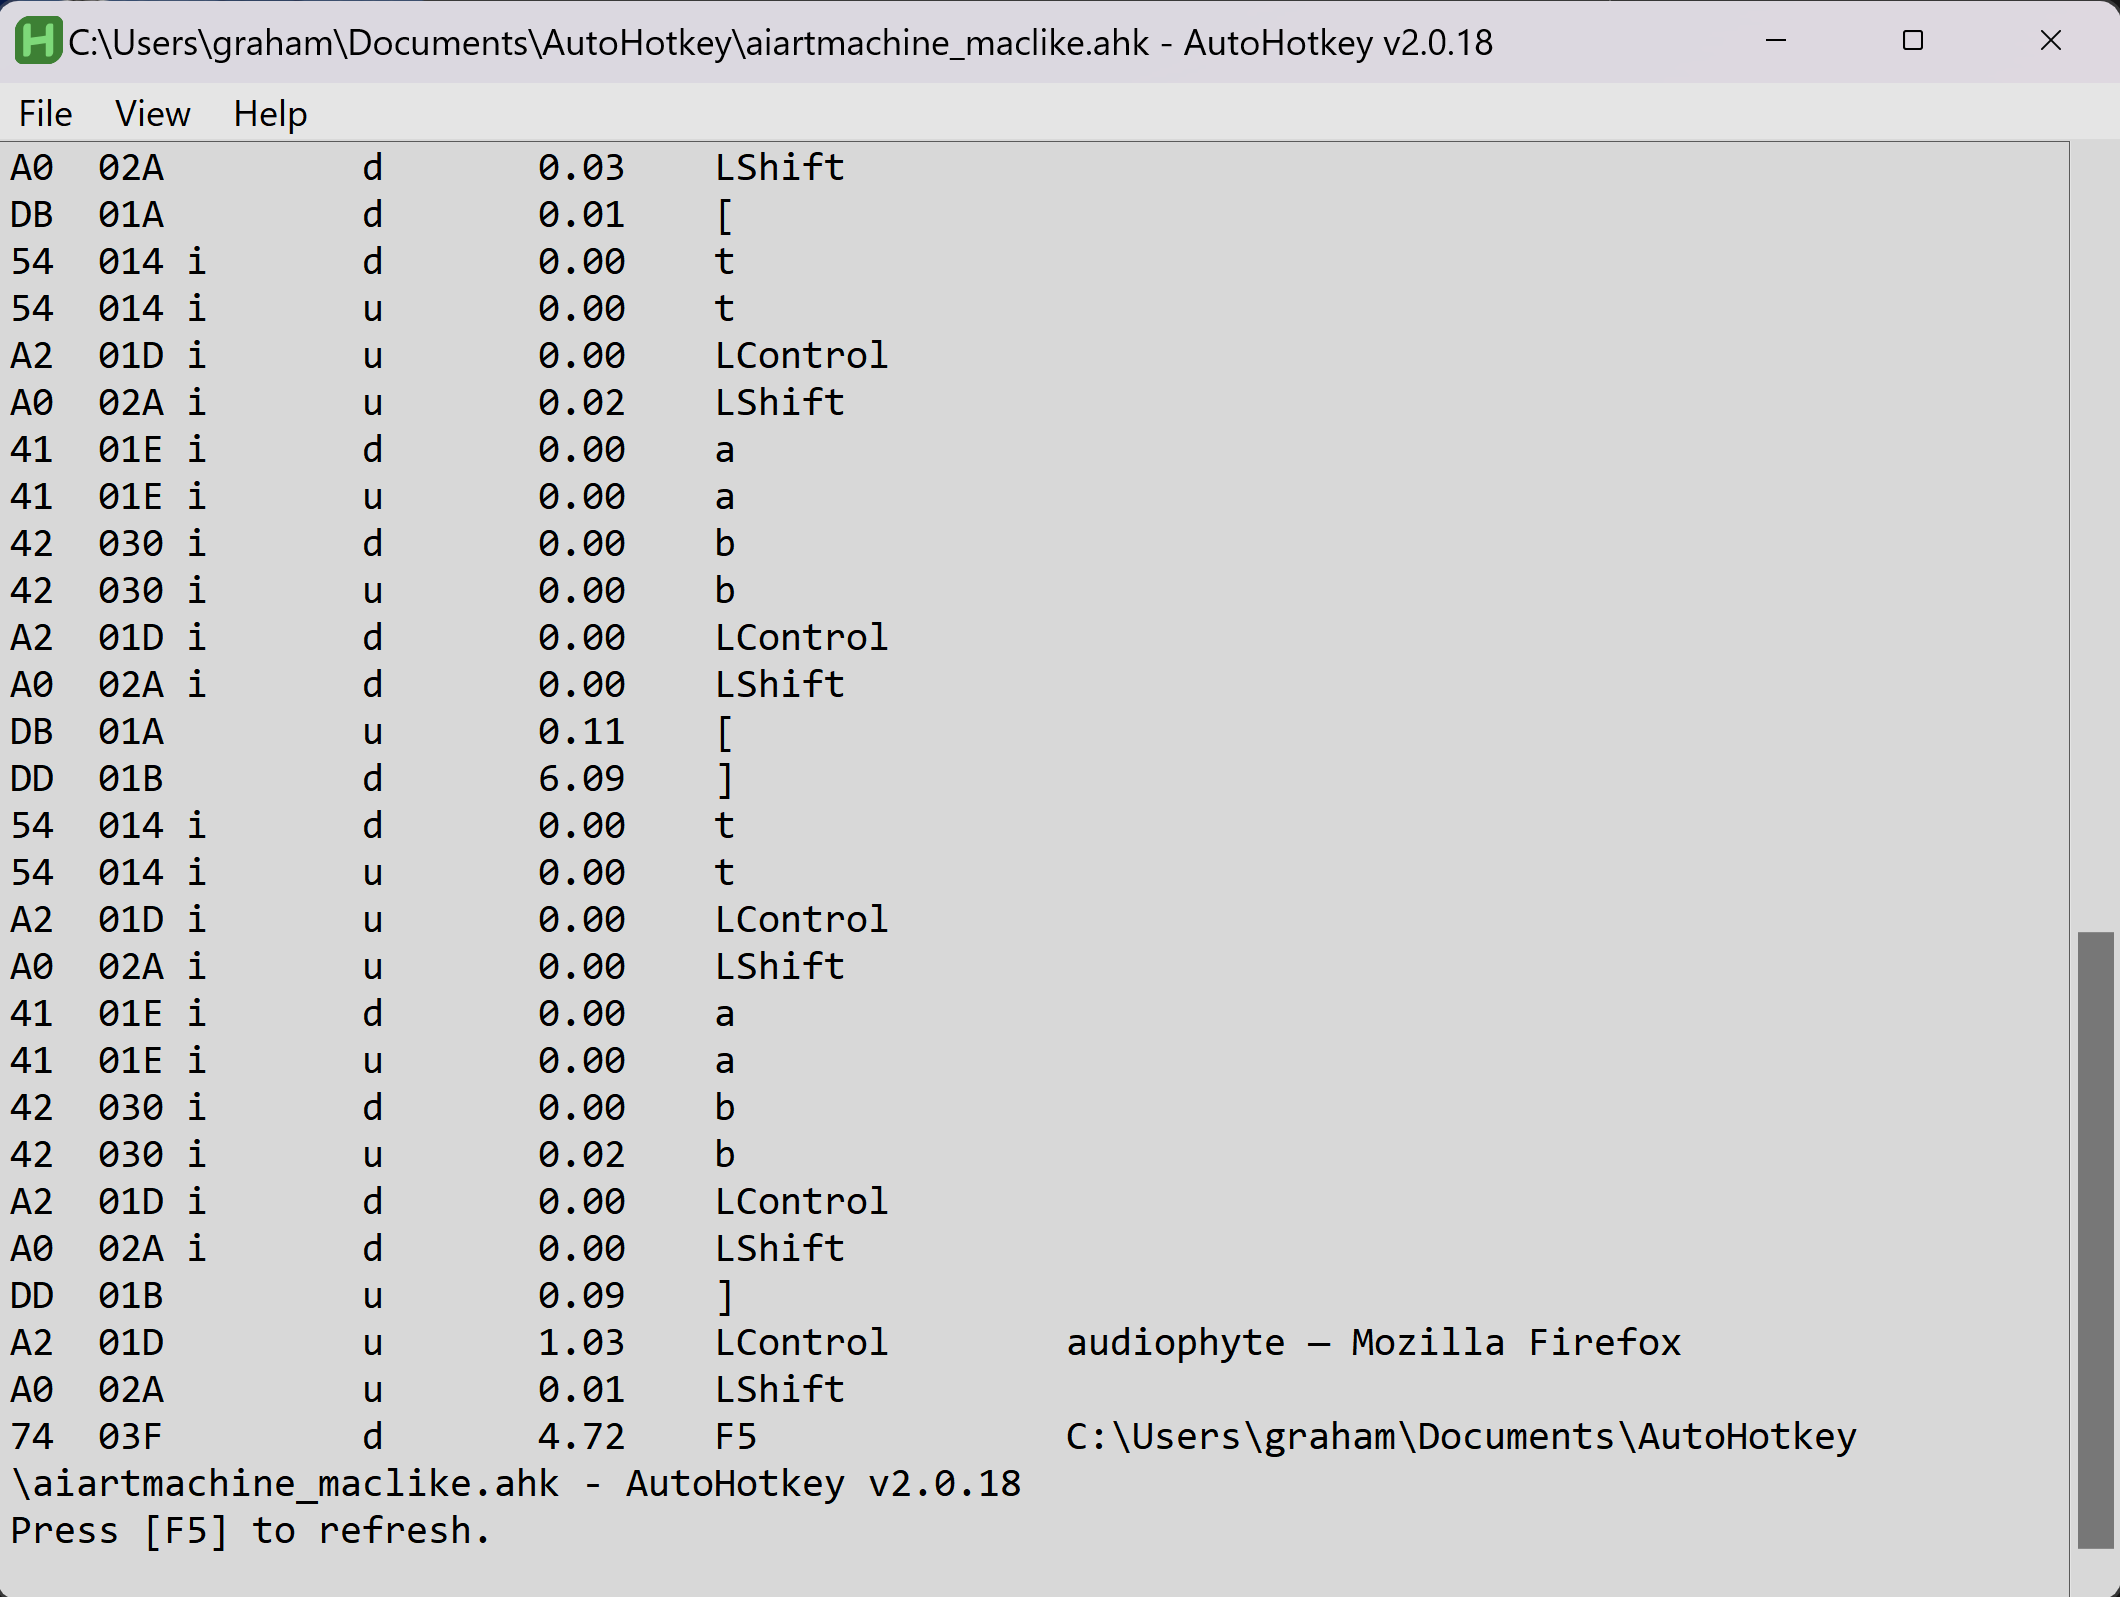 C:\Users\graham\Documents\AutoHotkey\aiartmachine_maclike.ahk - AutoHotkey v2.0.18
File View Help
A0 02A d 0.03 LShift
DB 01A d 0.01 [
54 014 i d 0.00 t
54 014 i u 0.00 t
A2 01D i u 0.00 LControl
A0 02A i u 0.02 LShift
41 01E i d 0.00 a
41 01E i u 0.00 a
42 030 i d 0.00 b
42 030 i u 0.00 b
A2 01D i d 0.00 LControl
A0 02A i d 0.00 LShift
DB 01A u 0.11 [
DD 01B d 6.09 ]
54 014 i d 0.00 t
54 014 i u 0.00 t
A2 01D i u 0.00 LControl
A0 02A i u 0.00 LShift
41 01E i d 0.00 a
41 01E i u 0.00 a
42 030 i d 0.00 b
42 030 i u 0.02 b
A2 01D i d 0.00 LControl
A0 02A i d 0.00 LShift
DD 01B u 0.09 ]
A2 01D u 1.03 LControl audiophyte — Mozilla Firefox
A0 02A u 0.01 LShift
74 03F d 4.72 F5 C:\Users\graham\Documents\AutoHotkey
\aiartmachine_maclike.ahk - AutoHotkey v2.0.18
Press [F5] to refresh.